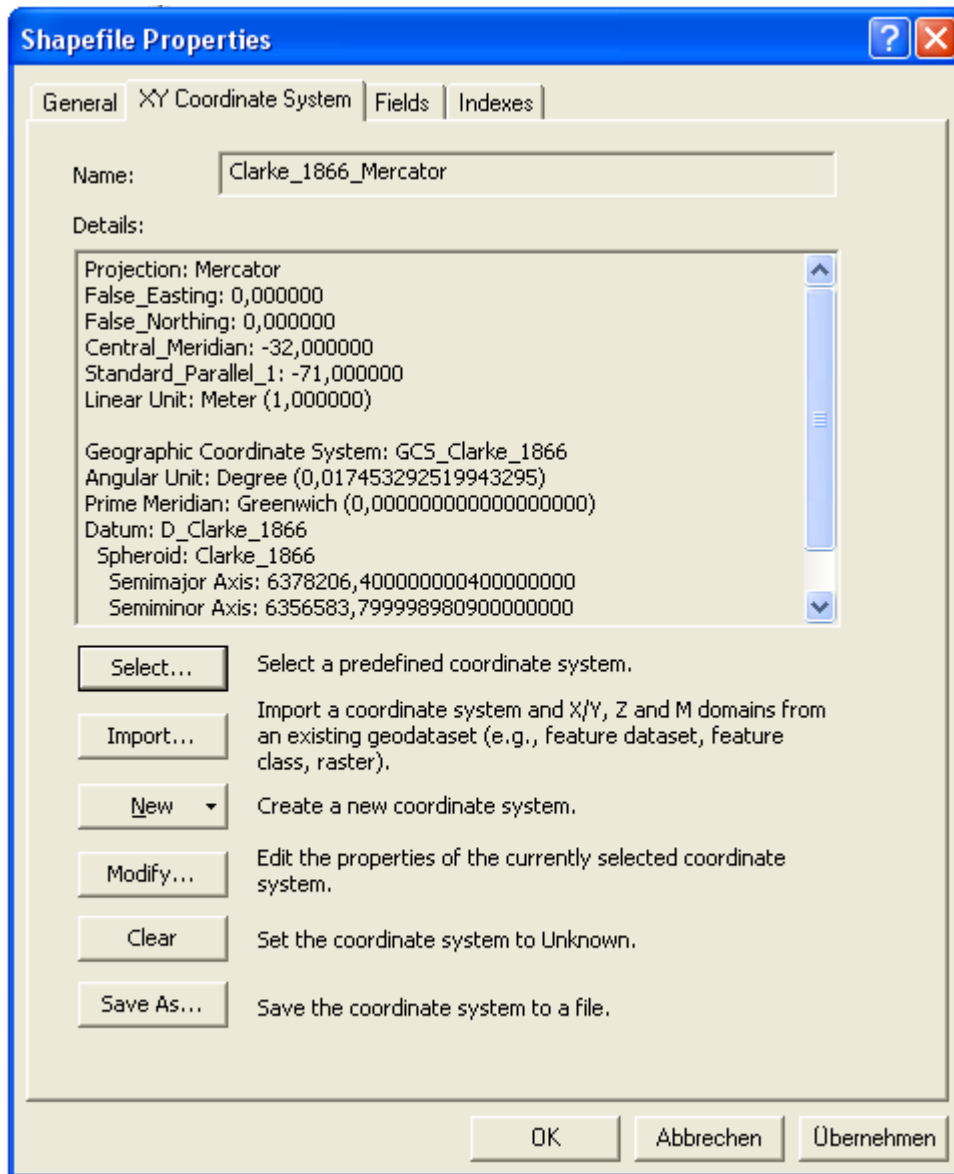 Shapefile Properties
General XY Coordinate System Fields Indexes
Name: Clarke_1866_Mercator
Details:
Projection: Mercator
False_Easting: 0,000000
False_Northing: 0,000000
Central_Meridian: -32,000000
Standard_Parallel_1: -71,000000
Linear Unit: Meter (1,000000)
Geographic Coordinate System: GCS_Clarke_1866
Angular Unit: Degree (0,017453292519943295)
Prime Meridian: Greenwich (0,000000000000000000)
Datum: D_Clarke_1866
Spheroid: Clarke_1866
Semimajor Axis: 6378206,400000000400000000
Semiminor Axis: 6356583,799998980900000000
Select... Select a predefined coordinate system.
Import... Import a coordinate system and X/Y, Z and M domains from
an existing geodataset (e.g., feature dataset, feature
class, raster).
New Create a new coordinate system.
Modify... Edit the properties of the currently selected coordinate
system.
Clear Set the coordinate system to Unknown.
Save As... Save the coordinate system to a file.
OK Abbrechen Übernehmen